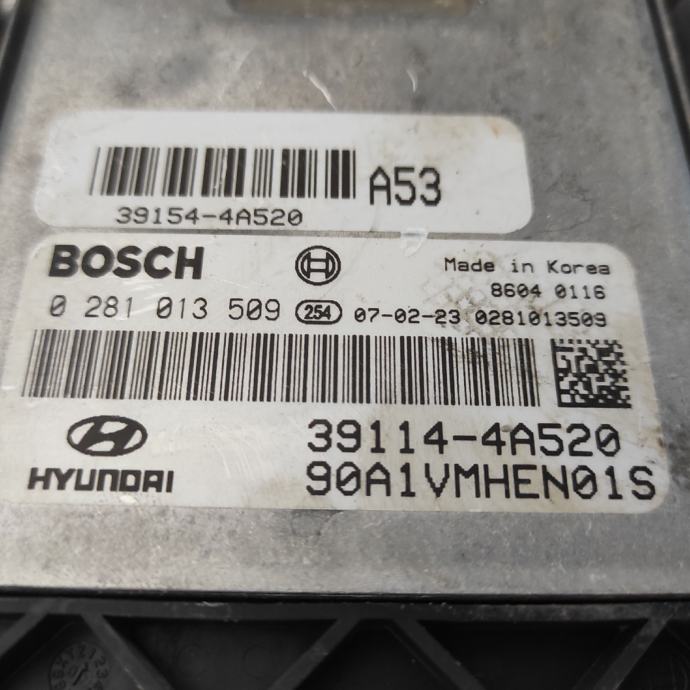 A53
39154-4A520
BOSCH
Made in Korea
8604 0116
0 281 013 509 254 07-02-23 0281013509
39114-4A520
HYUNDAI 90A1VMHEN01S